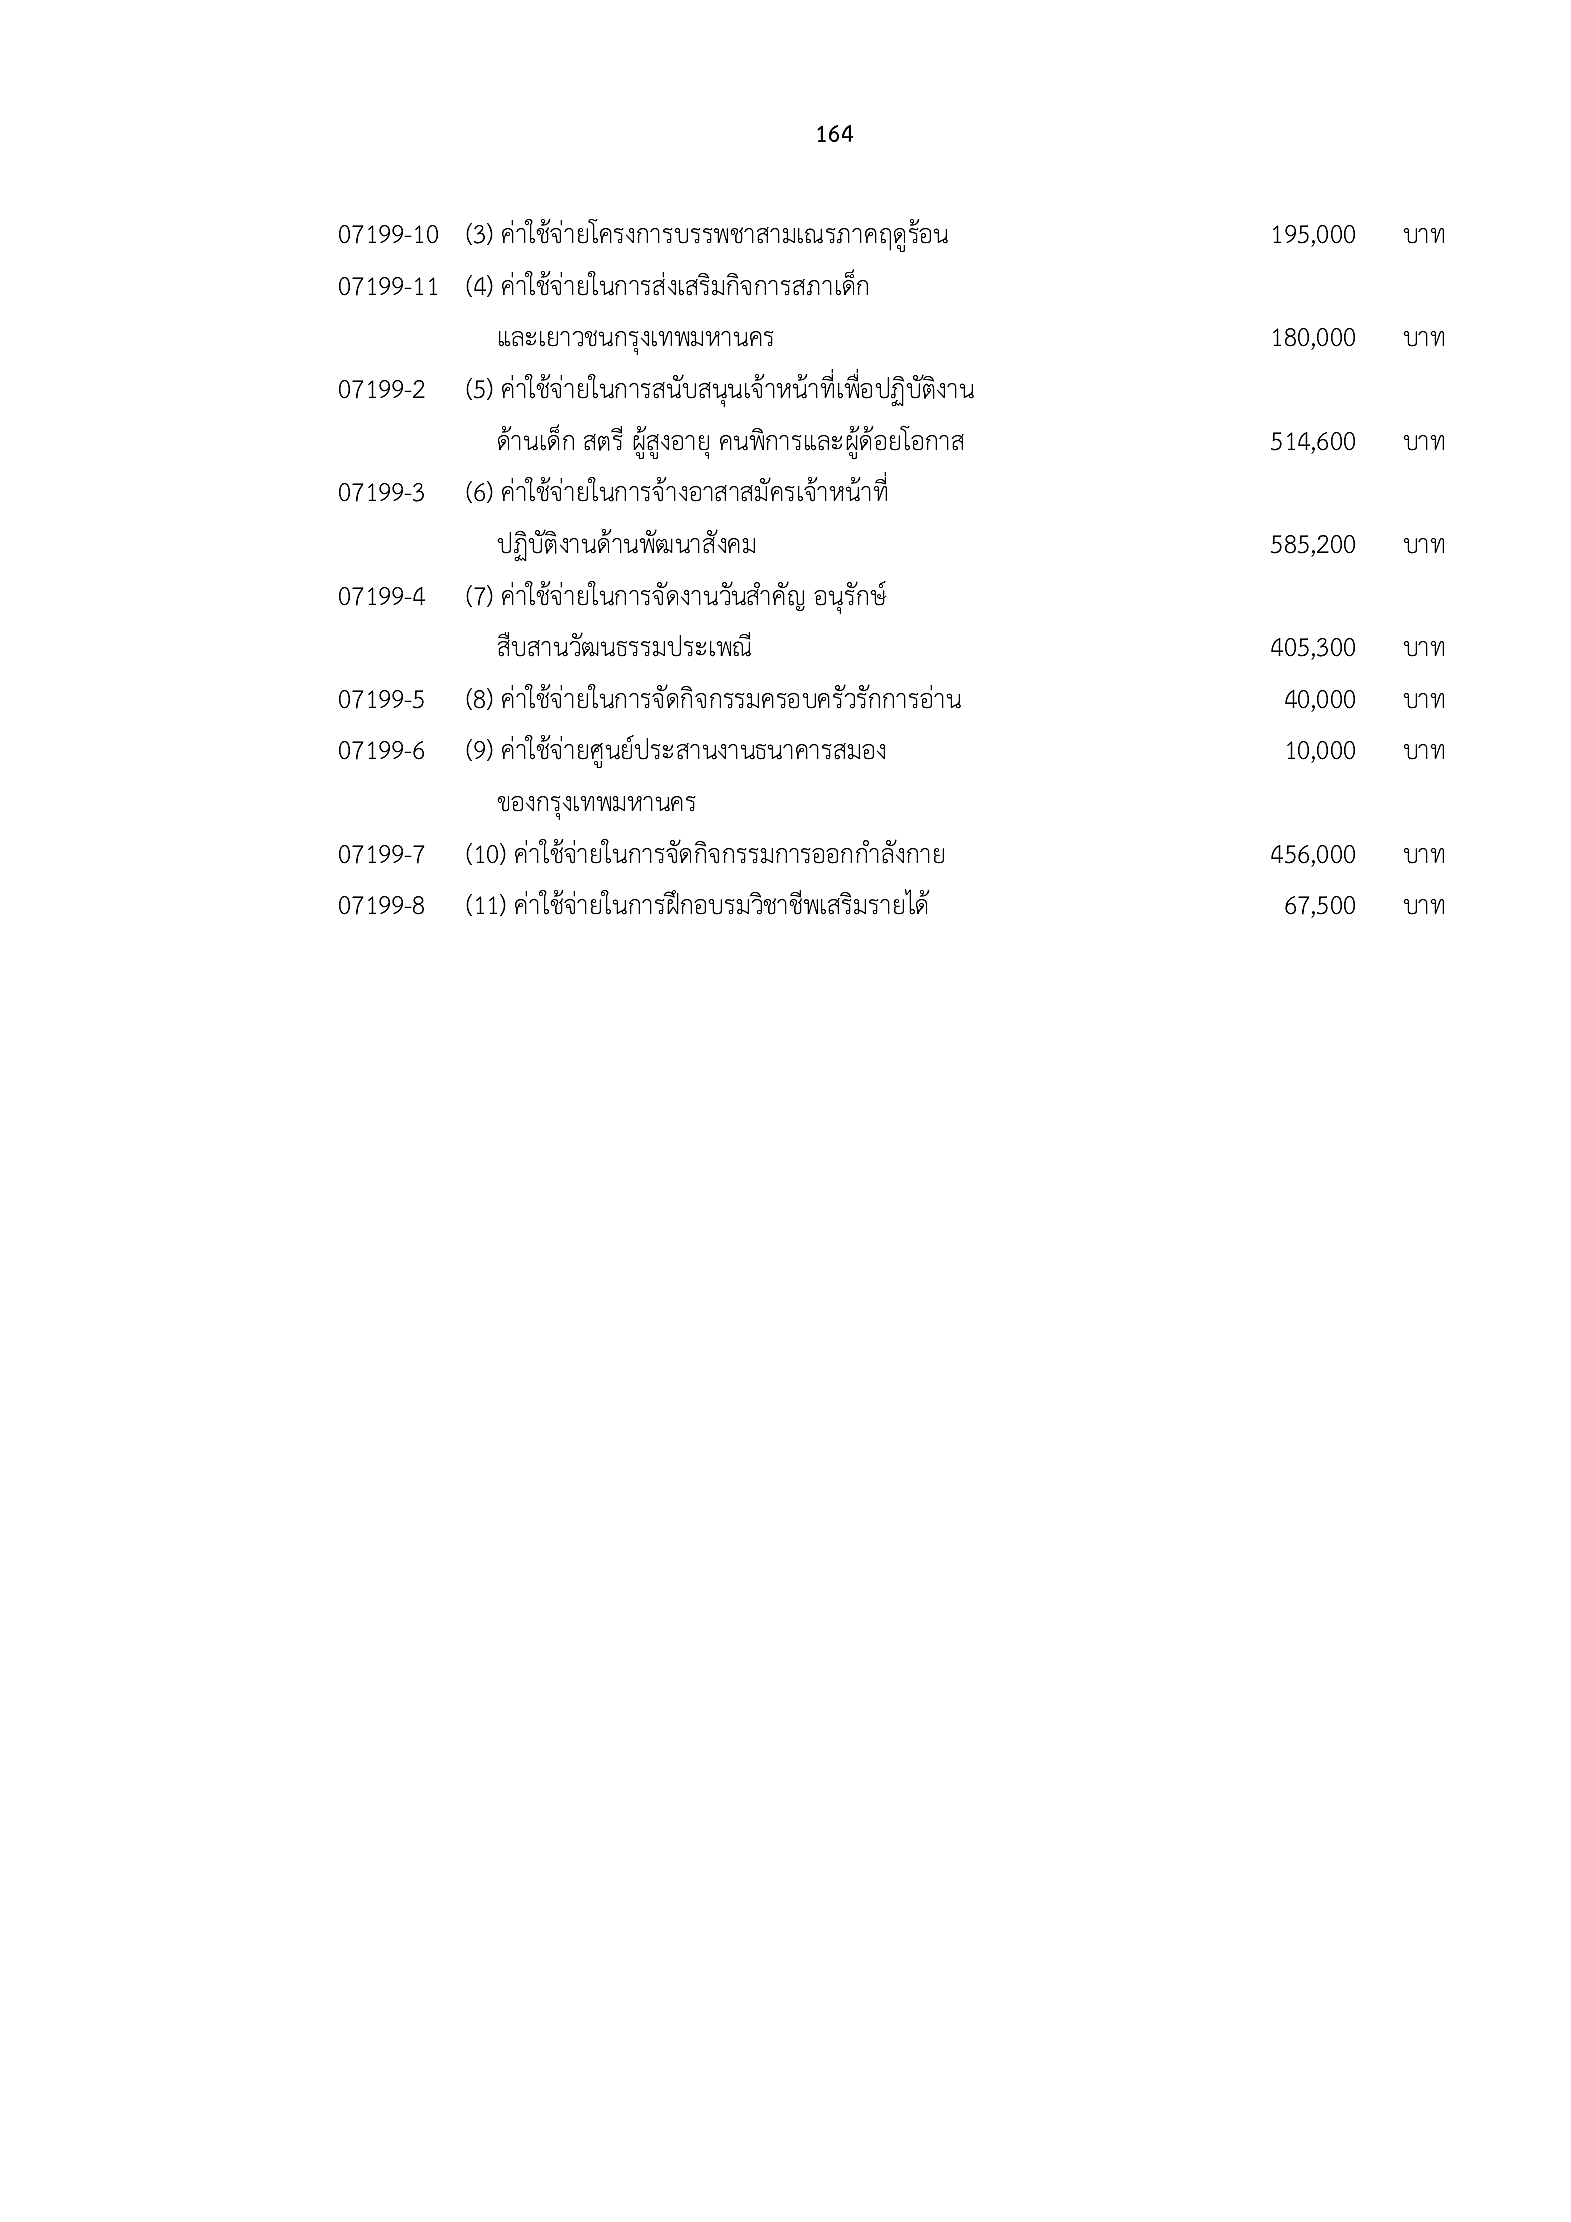 164
07199-10 (3) ค่าใช้จ่ายโครงการบรรพชาสามเณรภาคฤดูร้อน 195,000 บาท
07199-11 (4) ค่าใช้จ่ายในการส่งเสริมกิจการสภาเด็ก
และเยาวชนกรุงเทพมหานคร 180,000 บาท
07199-2 (5) ค่าใช้จ่ายในการสนับสนุนเจ้าหน้าที่เพื่อปฏิบัติงาน
ด้านเด็ก สตรี ผู้สูงอายุ คนพิการและผู้ด้อยโอกาส 514,600 บาท
07199-3 (6) ค่าใช้จ่ายในการจ้างอาสาสมัครเจ้าหน้าที่
ปฏิบัติงานด้านพัฒนาสังคม 585,200 บาท
07199-4 (7) ค่าใช้จ่ายในการจัดงานวันสำคัญ อนุรักษ์
สืบสานวัฒนธรรมประเพณี 405,300 บาท
07199-5 (8) ค่าใช้จ่ายในการจัดกิจกรรมครอบครัวรักการอ่าน 40,000 บาท
07199-6 (9) ค่าใช้จ่ายศูนย์ประสานงานธนาคารสมอง 10,000 บาท
ของกรุงเทพมหานคร
07199-7 (10) ค่าใช้จ่ายในการจัดกิจกรรมการออกกำลังกาย 456,000 บาท
07199-8 (11) ค่าใช้จ่ายในการฝึกอบรมวิชาชีพเสริมรายได้ 67,500 บาท